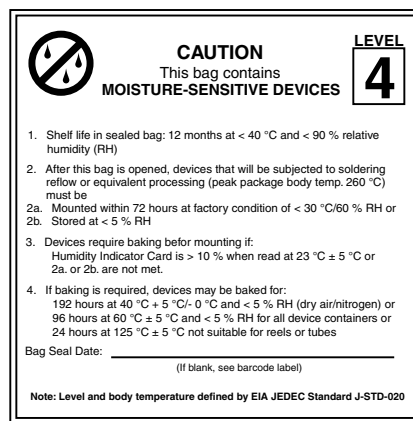 LEVEL
CAUTION
4
This bag contains
MOISTURE-SENSITIVE DEVICES
1. Shelf life in sealed bag: 12 months at < 40 °C and < 90 % relative
humidity (RH)
2. After this bag is opened, devices that will be subjected to soldering
reflow or equivalent processing (peak package body temp. 260 °C)
must be
2a. Mounted within 72 hours at factory condition of < 30 °C/60 % RH or
2b. Stored at < 5 % RH
3. Devices require baking befor mounting if:
Humidity Indicator Card is > 10 % when read at 23 °C ± 5 °C or
2a. or 2b. are not met.
4. If baking is required, devices may be baked for:
192 hours at 40 °C + 5 °C/- 0 °C and < 5 % RH (dry air/nitrogen) or
96 hours at 60 °C ± 5 °C and < 5 % RH for all device containers or
24 hours at 125 °C ± 5 °C not suitable for reels or tubes
Bag Seal Date:
(If blank, see barcode label)
Note: Level and body temperature defined by EIA JEDEC Standard J-STD-020